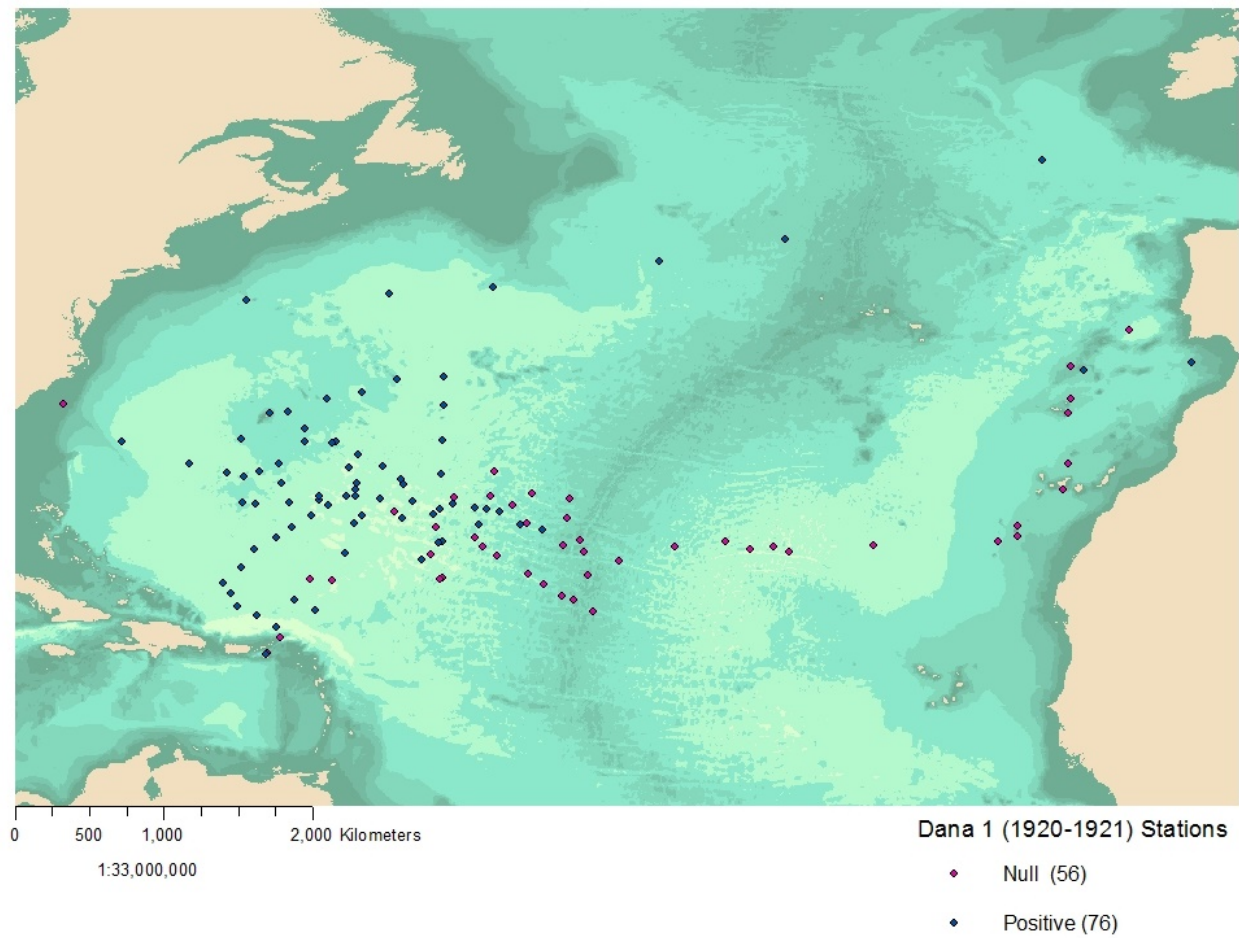 0 500 1,000 2,000 Kilometers
1:33,000,000
Dana 1 (1920-1921) Stations
Null (56)
Positive (76)